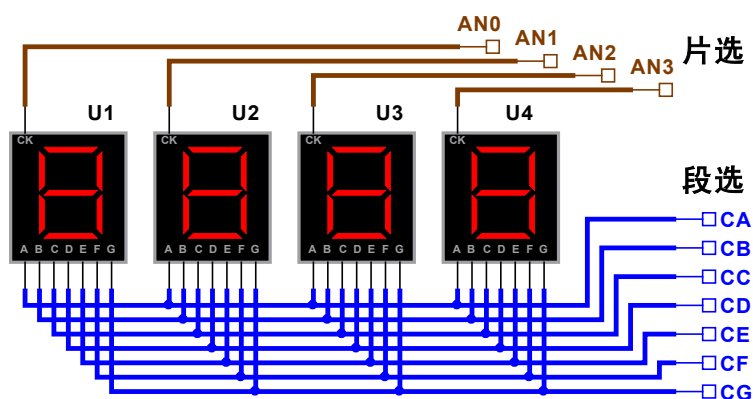 AN0
AN1
AN2
AN3
片选
U1 U2 U3 U4
CK CK CK CK
段选
A B C D E F G A B C D E F G A B C D E F G A B C D E F G
CA
CB
CC
CD
CE
CF
CG